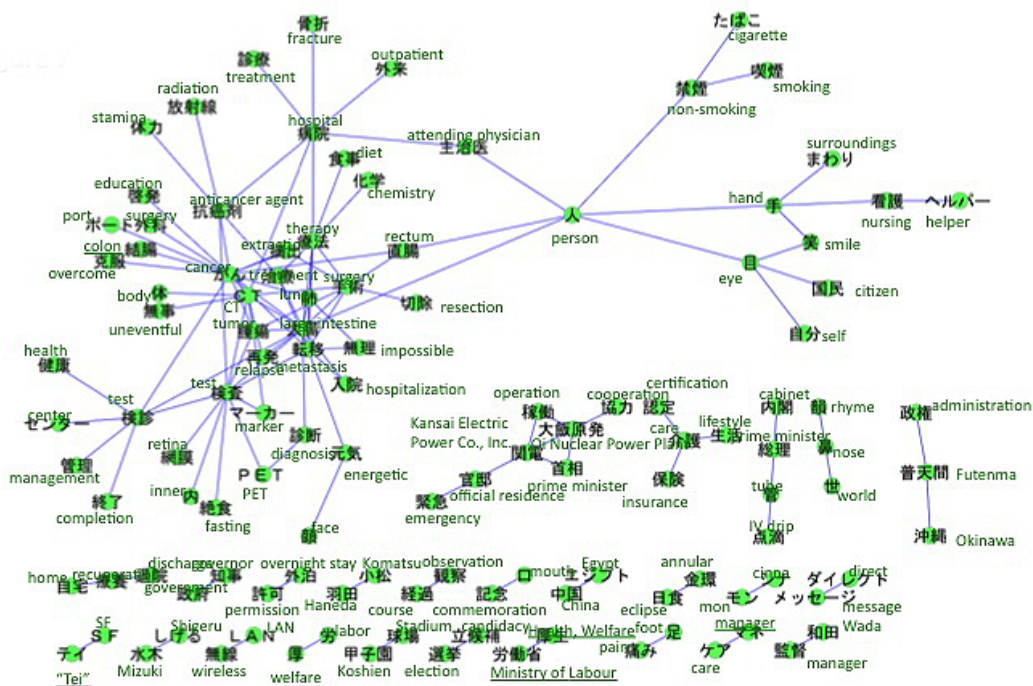 骨折
fracture
たばこ
cigarette
診療
treatment
outpatient
外来
喫煙
smoking
禁煙
non-smoking
radiation
放射線
stamina
体力
hospital
病院
attending physician
主治医
食事
diet
化学
chemistry
surroundings
まわり
education
啓発
anticancer agent
抗癌剤
hand
手
看護
nursing
ヘルパー
helper
port
ポート
surgery
外科
therapy
療法
人
person
colon
結腸
extraction
摘出
rectum
直腸
笑
smile
overcome
克服
cancer
がん
treatment
治療
surgery
手術
目
eye
国民
citizen
body
体
CT
ＣＴ
lung
肺
切除
resection
無事
uneventful
tumor
腫瘍
large intestine
大腸
自分
self
health
健康
再発
relapse
転移
metastasis
無理
impossible
test
検査
入院
hospitalization
test
検診
center
センター
マーカー
marker
診断
diagnosis
元気
energetic
retina
網膜
management
管理
ＰＥＴ
PET
inner
内
絶食
fasting
終了
completion
face
顔
operation
稼働
cooperation
協力
certification
認定
cabinet
内閣
顔
rhyme
政権
administration
Kansai Electric
Power Co., Inc.
大飯原発
Oi Nuclear Power Plant
care
介護
lifestyle
生活
prime minister
総理
鼻
nose
関電
首相
prime minister
保険
insurance
官邸
official residence
緊急
emergency
tube
管
世
world
普天間
Futenma
IV drip
点滴
沖縄
Okinawa
home
自宅
recuperation
療養
discharge
退院
governor
知事
government
政府
overnight stay
外泊
permission
許可
Komatsu
小松
Haneda
羽田
observation
観察
course
経過
mouth
口
commemoration
記念
Egypt
エジプト
China
中国
annular
金環
eclipse
日食
モン
mon
direct
ダイレクト
message
メッセージ
SF
ＳＦ
ティ
"Tei"
Shigeru
しげる
Mizuki
水木
LAN
ＬＡＮ
wireless
無線
labor
労
welfare
厚
Stadium
球場
Koshien
甲子園
candidacy
立候補
election
選挙
Health, Welfare
厚生
労働省
Ministry of Labour
foot
足
pain
痛み
manager
マネ
care
ケア
Wada
和田
manager
監督